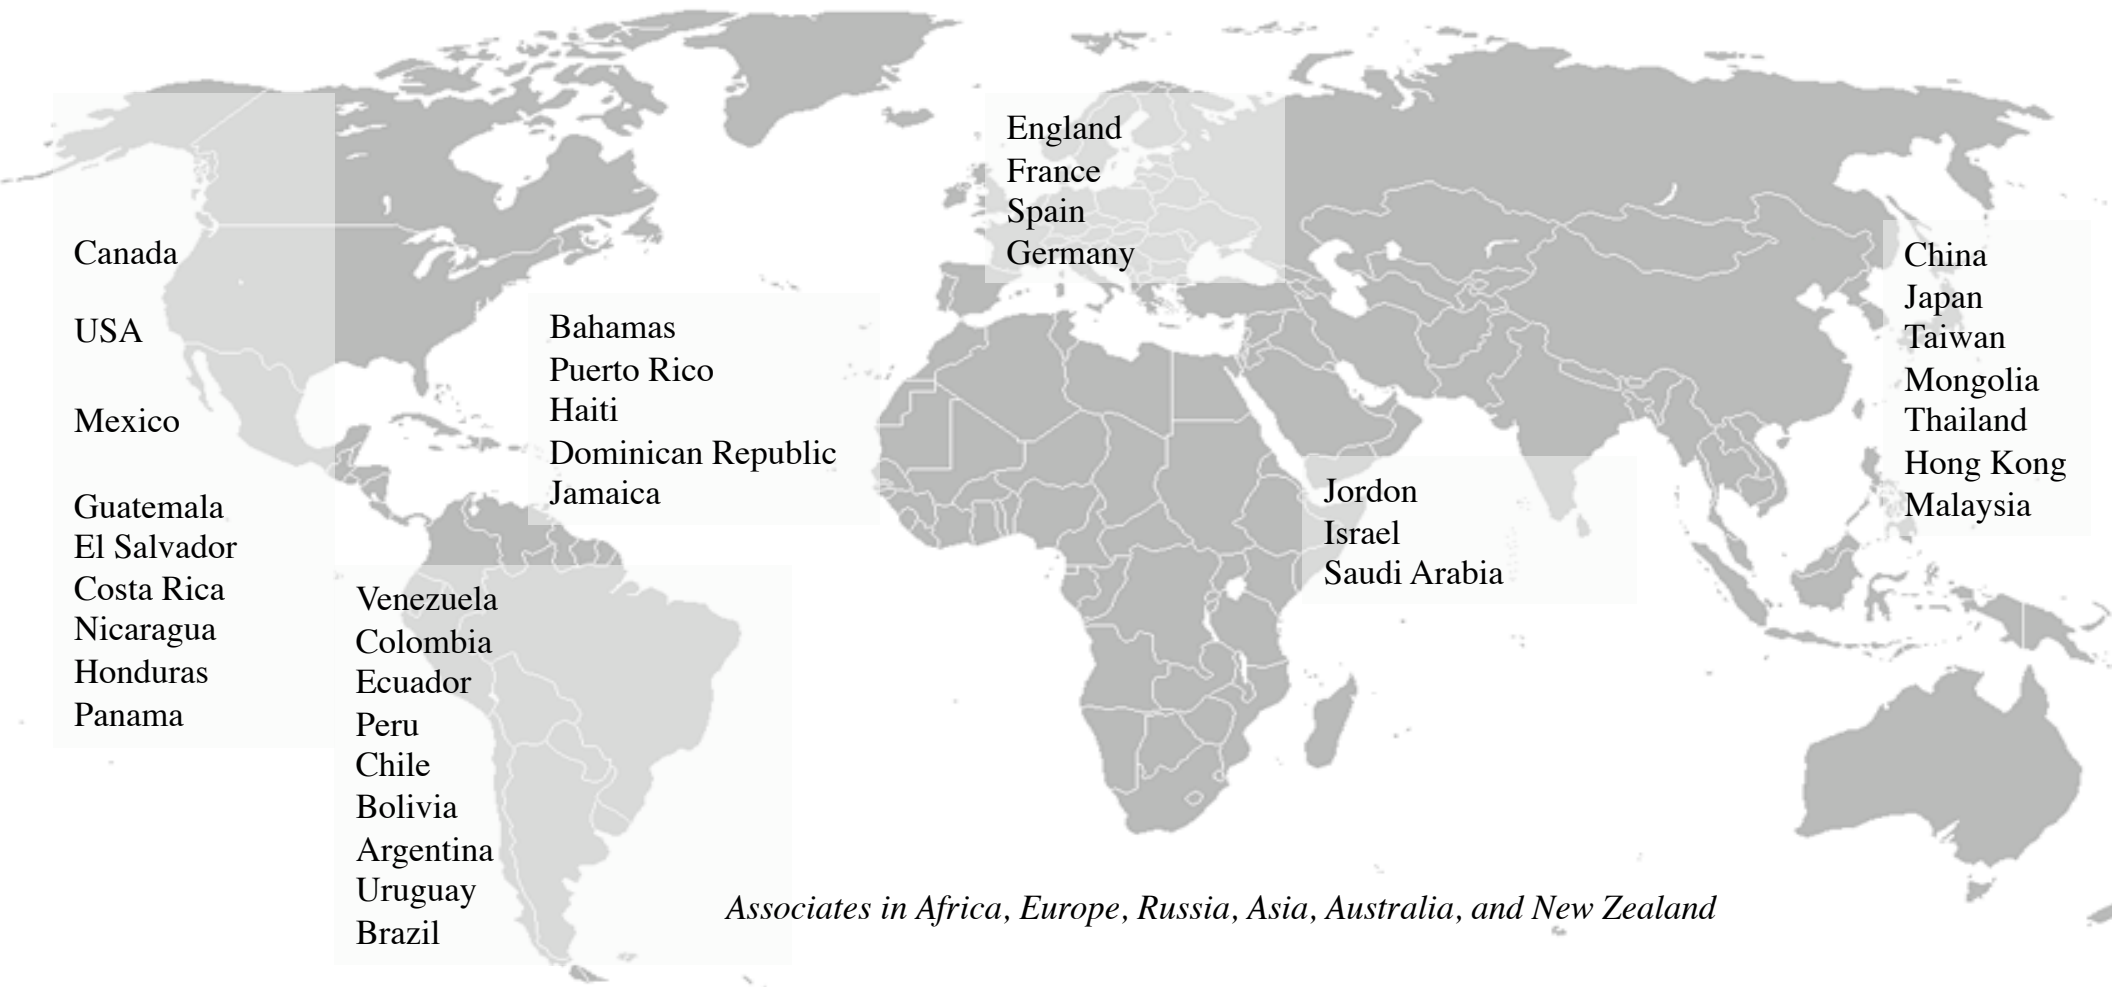 Canada
USA
Mexico
Guatemala
El Salvador
Costa Rica
Nicaragua
Honduras
Panama
Venezuela
Colombia
Ecuador
Peru
Chile
Bolivia
Argentina
Uruguay
Brazil
Bahamas
Puerto Rico
Haiti
Dominican Republic
Jamaica
England
France
Spain
Germany
Jordon
Israel
Saudi Arabia
China
Japan
Taiwan
Mongolia
Thailand
Hong Kong
Malaysia
Associates in Africa, Europe, Russia, Asia, Australia, and New Zealand